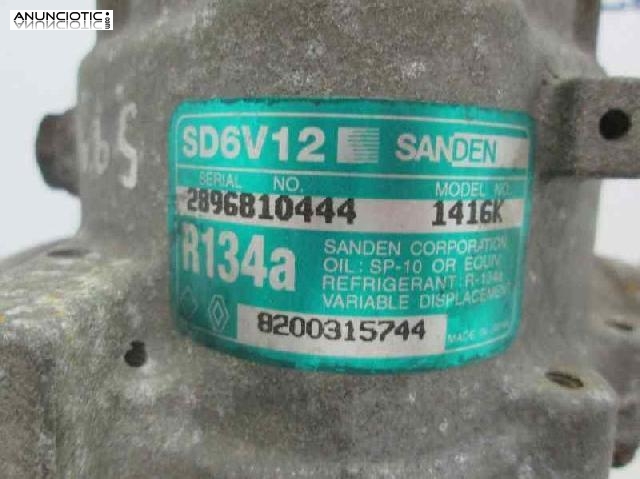 ANUNCIOTIC.com
SD6V12 SANDEN
SERIAL NO. MODEL NO.
2896810444 1416K
R134a
SANDEN CORPORATION
OIL: SP-10 OR EQUIV.
REFRIGERANT: R-134a
VARIABLE DISPLACEMENT
8200315744
MADE IN JAPAN